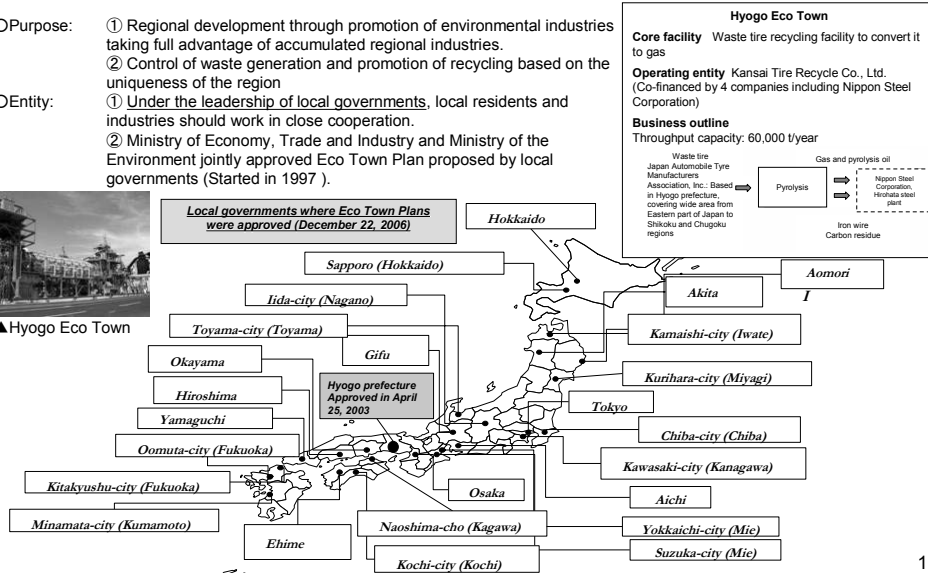 ○Purpose: ① Regional development through promotion of environmental industries
taking full advantage of accumulated regional industries.
② Control of waste generation and promotion of recycling based on the
uniqueness of the region
○Entity: ① Under the leadership of local governments, local residents and
industries should work in close cooperation.
② Ministry of Economy, Trade and Industry and Ministry of the
Environment jointly approved Eco Town Plan proposed by local
governments (Started in 1997 ).
Hyogo Eco Town
Core facility Waste tire recycling facility to convert it
to gas
Operating entity Kansai Tire Recycle Co., Ltd.
(Co-financed by 4 companies including Nippon Steel
Corporation)
Business outline
Throughput capacity: 60,000 t/year
Waste tire
Japan Automobile Tyre
Manufacturers
Association, Inc.: Based
in Hyogo prefecture,
covering wide area from
Eastern part of Japan to
Shikoku and Chugoku
regions
Pyrolysis
Gas and pyrolysis oil
Nippon Steel
Corporation,
Hirohata steel
plant
Iron wire
Carbon residue
▲Hyogo Eco Town
Local governments where Eco Town Plans
were approved (December 22, 2006)
Hokkaido
Sapporo (Hokkaido)
Aomori
I
Akita
Iida-city (Nagano)
Toyama-city (Toyama)
Kamaishi-city (Iwate)
Gifu
Okayama
Kurihara-city (Miyagi)
Hiroshima
Hyogo prefecture
Approved in April
25, 2003
Tokyo
Yamaguchi
Chiba-city (Chiba)
Oomuta-city (Fukuoka)
Kawasaki-city (Kanagawa)
Kitakyushu-city (Fukuoka)
Osaka
Aichi
Minamata-city (Kumamoto)
Naoshima-cho (Kagawa)
Yokkaichi-city (Mie)
Ehime
Suzuka-city (Mie)
Kochi-city (Kochi)
1